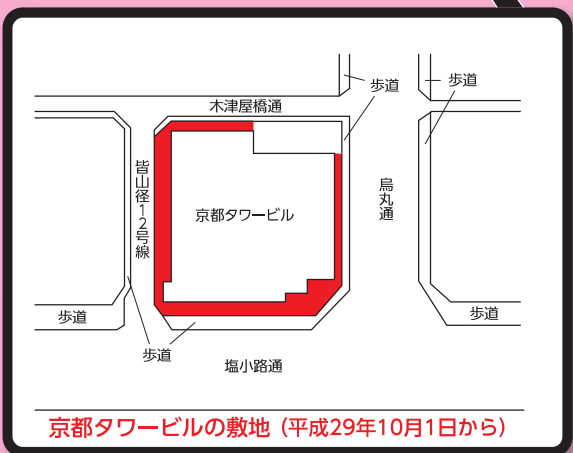 歩道
歩道
木津屋橋通
皆山径12号線
烏丸通
京都タワービル
歩道
歩道
歩道
塩小路通
京都タワービルの敷地（平成29年10月1日から）